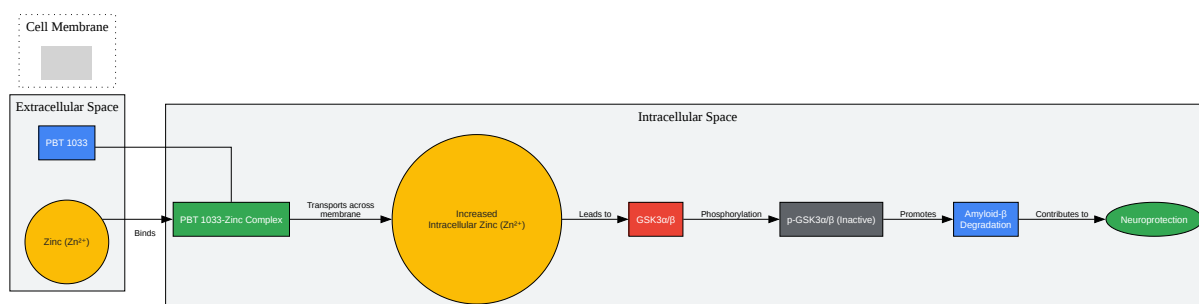 Cell Membrane
Extracellular Space
PBT 1033
Zinc (Zn²⁺)
Binds
Intracellular Space
PBT 1033-Zinc Complex
Transports across
membrane
Increased
Intracellular Zinc (Zn²⁺)
Leads to
GSK3α/β
Phosphorylation
p-GSK3α/β (Inactive)
Promotes
Amyloid-β
Degradation
Contributes to
Neuroprotection